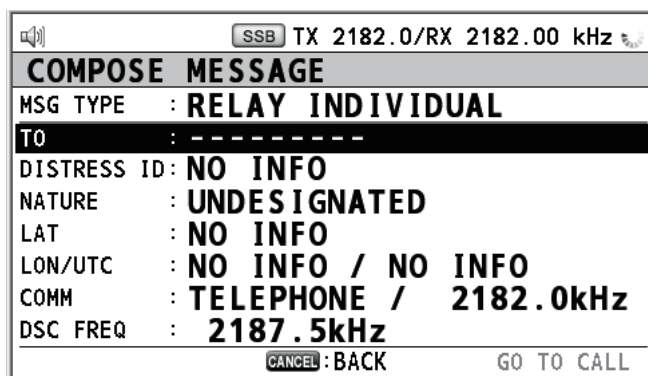 SSB TX 2182.0/RX 2182.00 kHz
COMPOSE MESSAGE
MSG TYPE : RELAY INDIVIDUAL
TO : ---------
DISTRESS ID: NO INFO
NATURE : UNDESIGNATED
LAT : NO INFO
LON/UTC : NO INFO / NO INFO
COMM : TELEPHONE / 2182.0kHz
DSC FREQ : 2187.5kHz
CANCEL : BACK GO TO CALL